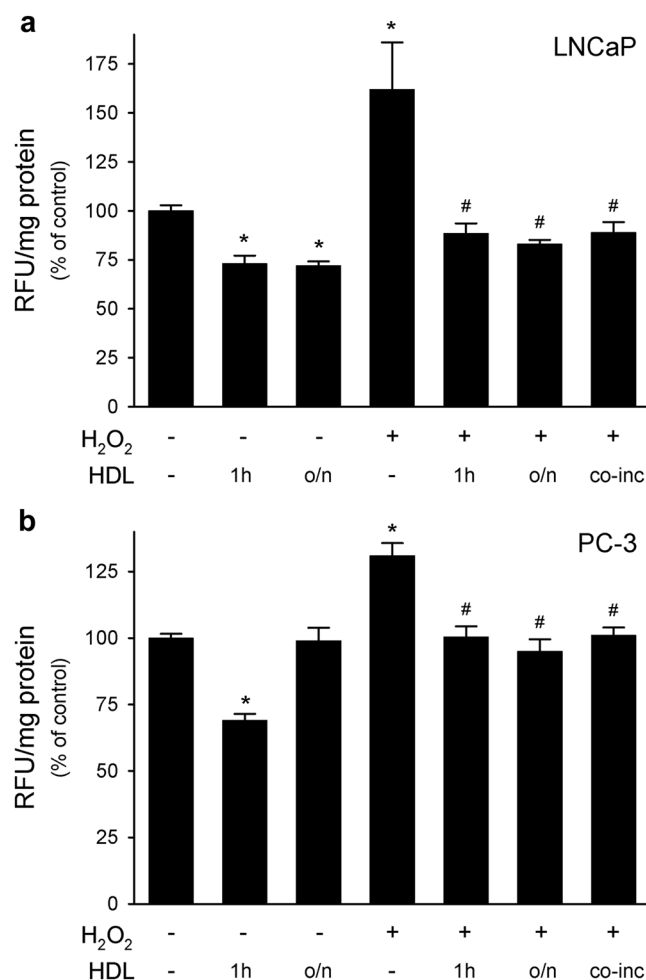 a
LNCaP
*
175
150
125
#
#
#
100
*
*
75
50
25
0
RFU/mg protein
(% of control)
H₂O₂ - - - + + + +
HDL - 1h o/n - 1h o/n co-inc
b
PC-3
*
125
#
#
#
100
*
75
50
25
0
RFU/mg protein
(% of control)
H₂O₂ - - - + + + +
HDL - 1h o/n - 1h o/n co-inc